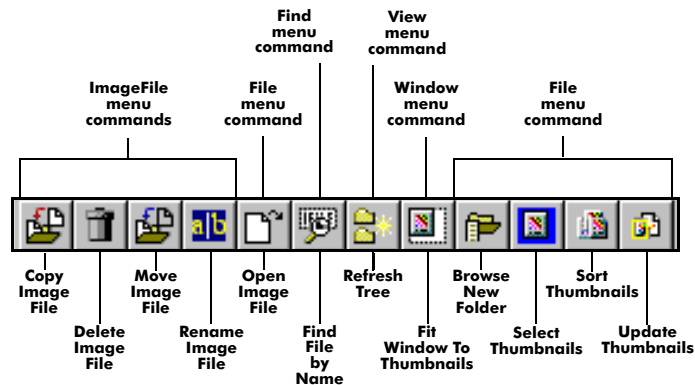 Find
menu
command
View
menu
command
ImageFile
menu
commands
File
menu
command
Window
menu
command
File
menu
command
a|b
Copy
Image
File
Delete
Image
File
Move
Image
File
Rename
Image
File
Open
Image
File
Find
File
by
Name
Refresh
Tree
Fit
Window To
Thumbnails
Browse
New
Folder
Select
Thumbnails
Sort
Thumbnails
Update
Thumbnails